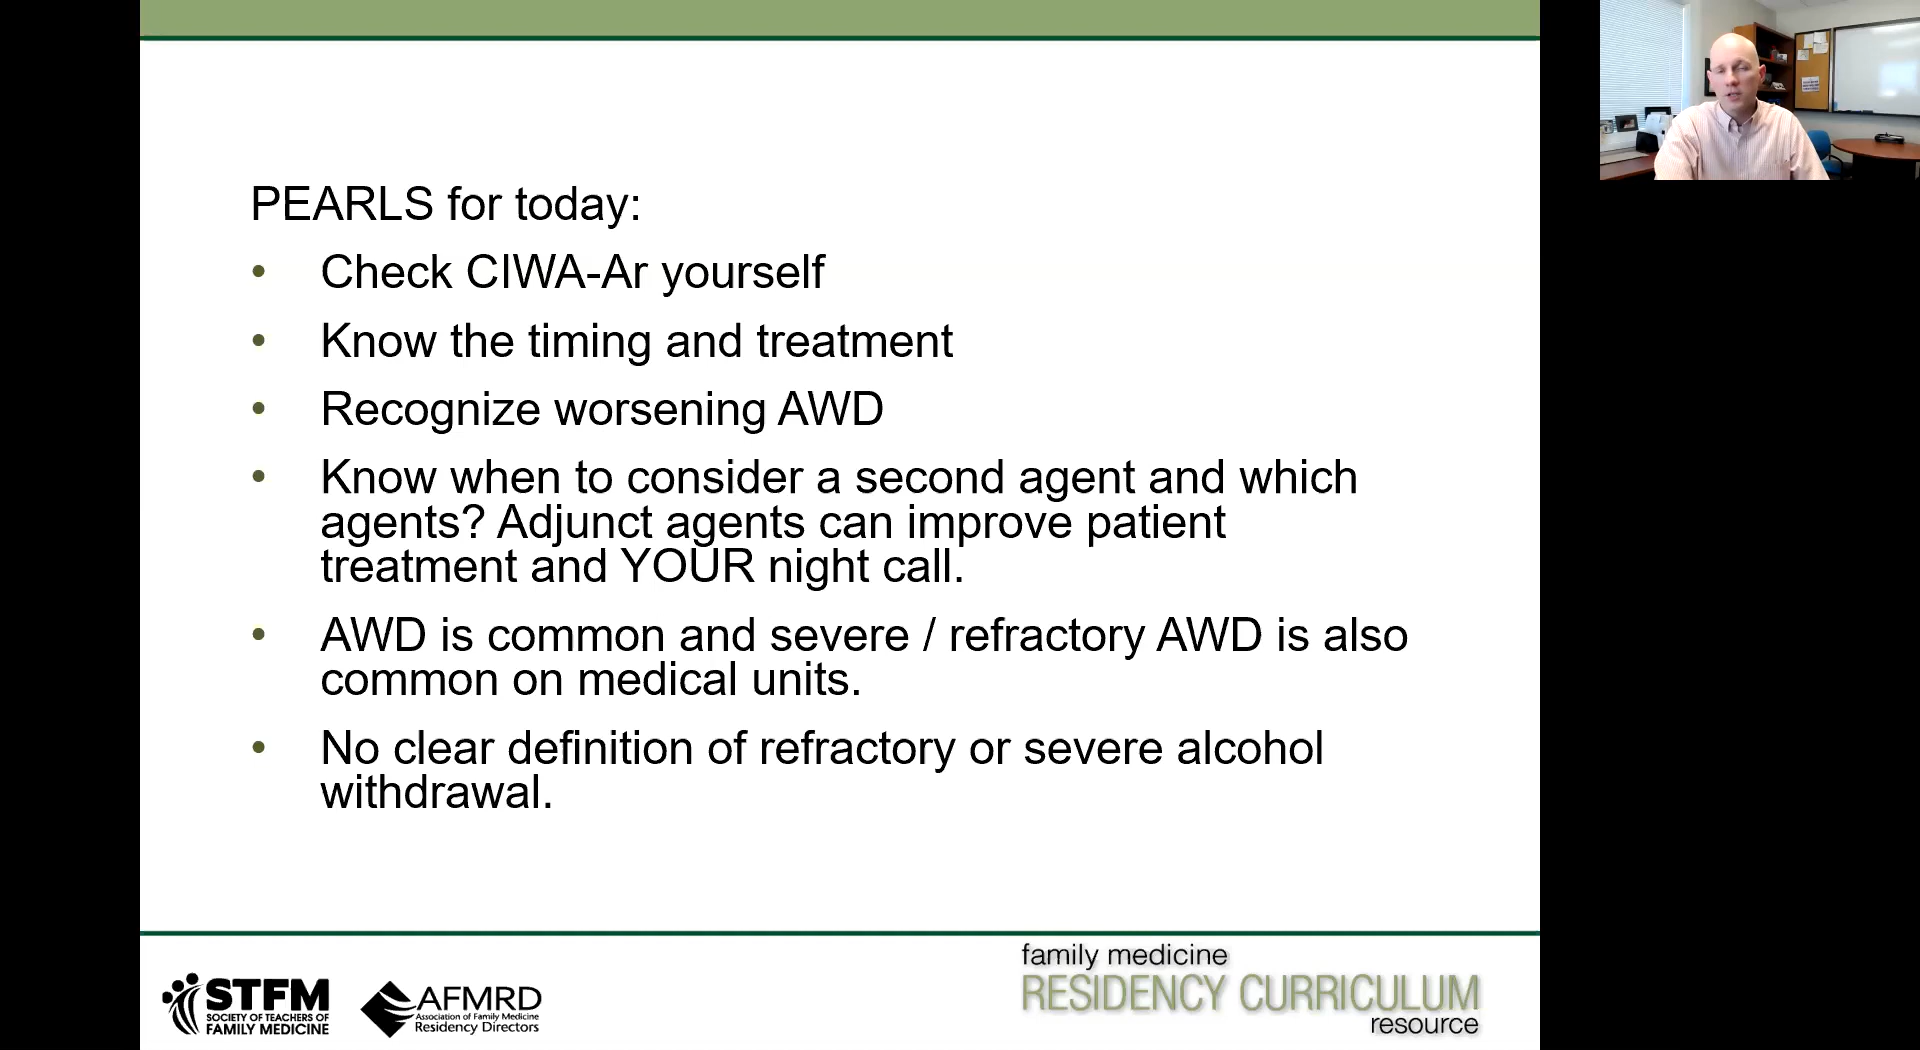 PEARLS for today:
• Check CIWA-Ar yourself
• Know the timing and treatment
• Recognize worsening AWD
• Know when to consider a second agent and which
agents? Adjunct agents can improve patient
treatment and YOUR night call.
• AWD is common and severe / refractory AWD is also
common on medical units.
• No clear definition of refractory or severe alcohol
withdrawal.
STFM
SOCIETY OF TEACHERS OF
FAMILY MEDICINE
AFMRD
Association of Family Medicine
Residency Directors
family medicine
RESIDENCY CURRICULUM
resource